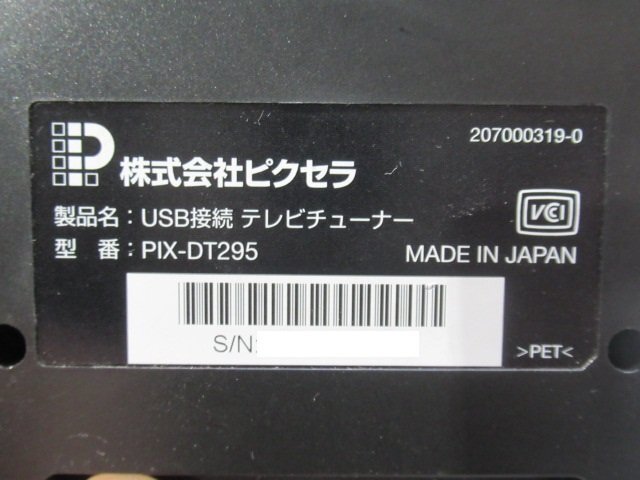 207000319-0
株式会社ピクセラ
製品名：USB接続 テレビチューナー
VCCI
型　番：PIX-DT295
MADE IN JAPAN
S/N:
>PET<